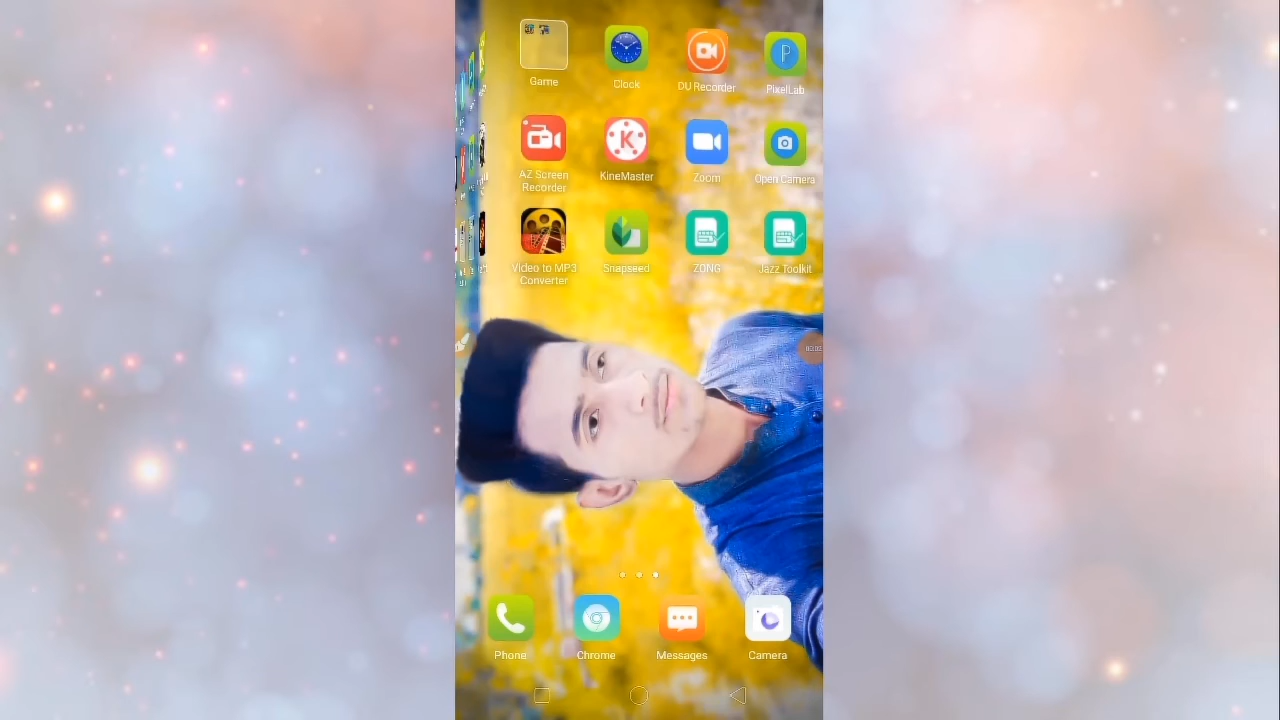 Game
Clock
DU Recorder
PixelLab
AZ Screen
Recorder
KineMaster
Zoom
Open Camera
Video to MP3
Converter
Snapseed
ZONG
Jazz Toolkit
Phone
Chrome
Messages
Camera